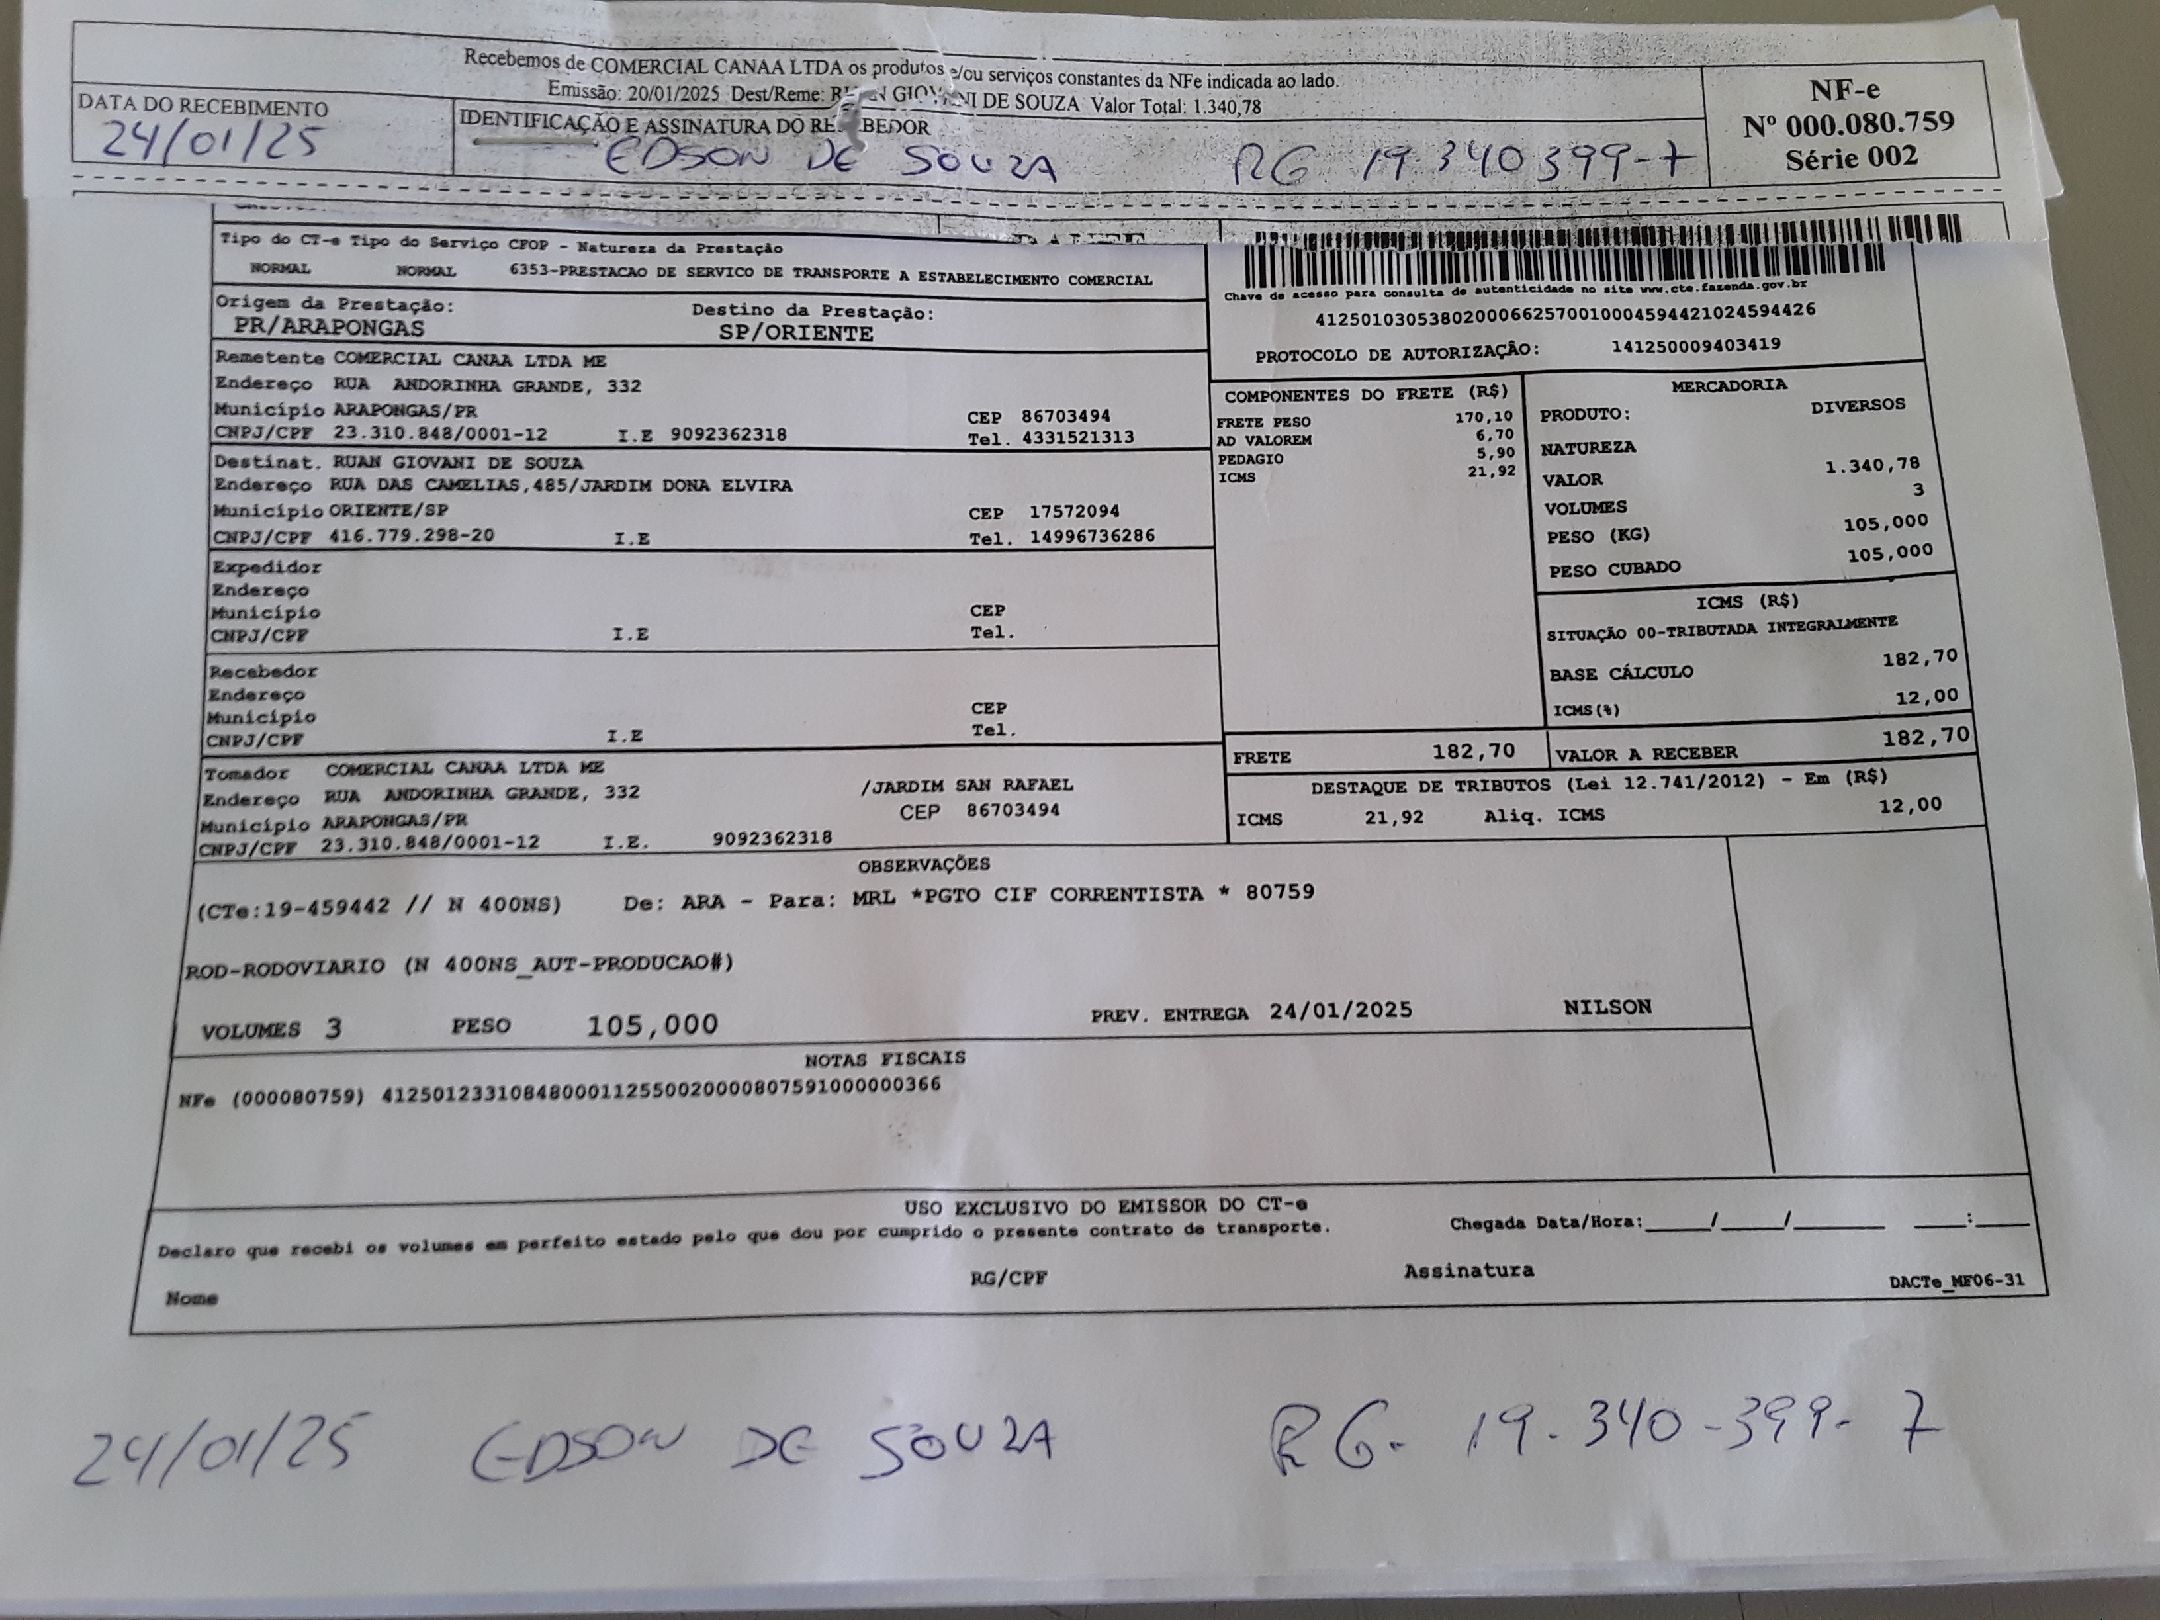 Recebemos de COMERCIAL CANAA LTDA os produtos e/ou serviços constantes da NFe indicada ao lado.
Emissão: 20/01/2025 Dest/Reme: GIOVANI DE SOUZA Valor Total: 1.340,78
NF-e
Nº 000.080.759
Série 002
DATA DO RECEBIMENTO
24/01/25
IDENTIFICAÇÃO E ASSINATURA DO RECEBEDOR
EDSON DE SOUZA RG 19.340399-7
Tipo do CT-e Tipo do Serviço CFOP - Natureza da Prestação
NORMAL NORMAL 6353-PRESTACAO DE SERVICO DE TRANSPORTE A ESTABELECIMENTO COMERCIAL
Chave de acesso para consulta de autenticidade no site www.cte.fazenda.gov.br
41250103053802000662570010004594421024594426
PROTOCOLO DE AUTORIZAÇÃO: 141250009403419
Origem da Prestação: Destino da Prestação:
PR/ARAPONGAS SP/ORIENTE
Remetente COMERCIAL CANAA LTDA ME
Endereço RUA ANDORINHA GRANDE, 332
Município ARAPONGAS/PR CEP 86703494
CNPJ/CPF 23.310.848/0001-12 I.E 9092362318 Tel. 4331521313
Destinat. RUAN GIOVANI DE SOUZA
Endereço RUA DAS CAMELIAS,485/JARDIM DONA ELVIRA
Município ORIENTE/SP CEP 17572094
CNPJ/CPF 416.779.298-20 I.E Tel. 14996736286
Expedidor
Endereço
Município CEP
CNPJ/CPF I.E Tel.
Recebedor
Endereço
Município CEP
CNPJ/CPF I.E Tel.
Tomador COMERCIAL CANAA LTDA ME
Endereço RUA ANDORINHA GRANDE, 332 /JARDIM SAN RAFAEL
Município ARAPONGAS/PR CEP 86703494
CNPJ/CPF 23.310.848/0001-12 I.E. 9092362318
COMPONENTES DO FRETE (R$)
FRETE PESO 170,10
AD VALOREM 6,70
PEDAGIO 5,90
ICMS 21,92
MERCADORIA
PRODUTO: DIVERSOS
NATUREZA
VALOR 1.340,78
VOLUMES 3
PESO (KG) 105,000
PESO CUBADO 105,000
ICMS (R$)
SITUAÇÃO 00-TRIBUTADA INTEGRALMENTE
BASE CÁLCULO 182,70
ICMS(%) 12,00
FRETE 182,70 VALOR A RECEBER 182,70
DESTAQUE DE TRIBUTOS (Lei 12.741/2012) - Em (R$)
ICMS 21,92 Aliq. ICMS 12,00
OBSERVAÇÕES
(CTe:19-459442 // N 400NS) De: ARA - Para: MRL *PGTO CIF CORRENTISTA * 80759
ROD-RODOVIARIO (N 400NS_AUT-PRODUCAO#)
VOLUMES 3 PESO 105,000 PREV. ENTREGA 24/01/2025 NILSON
NOTAS FISCAIS
NFe (000080759) 41250123310848000112550020000807591000000366
USO EXCLUSIVO DO EMISSOR DO CT-e
Declaro que recebi os volumes em perfeito estado pelo que dou por cumprido o presente contrato de transporte. Chegada Data/Hora:_____/_____/_______ ____:____
Nome RG/CPF Assinatura DACTe_MF06-31
24/01/25 EDSON DE SOUZA RG. 19.340-399-7